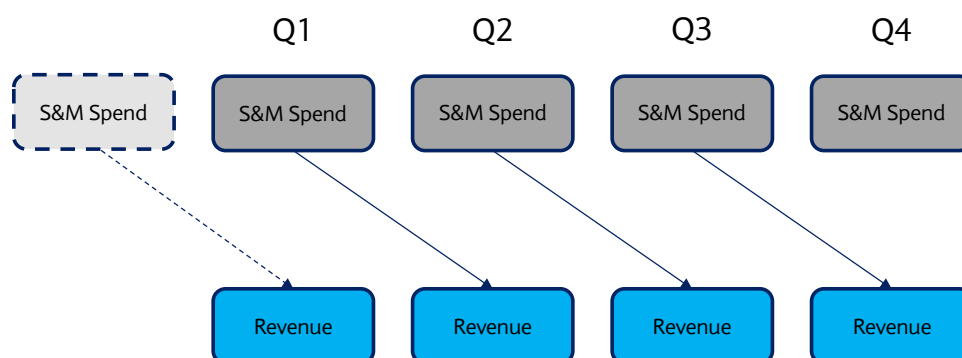 Q1 Q2 Q3 Q4
S&M Spend S&M Spend S&M Spend S&M Spend S&M Spend
Revenue Revenue Revenue Revenue